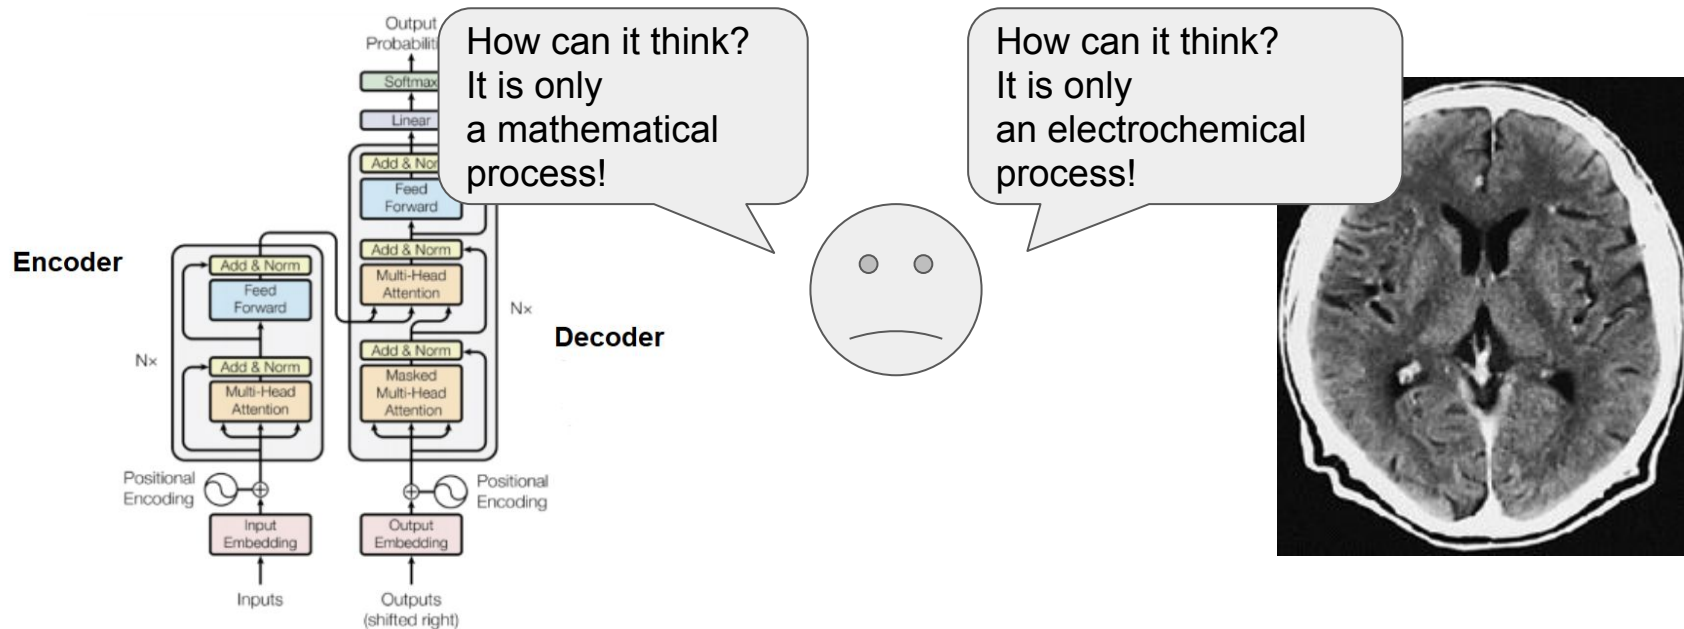 Output
Probabiliti
Softmax
Linear
Add & Nor
Feed
Forward
Add & Norm
Multi-Head
Attention
Add & Norm
Masked
Multi-Head
Attention
Nx
Decoder
Positional
Encoding
Output
Embedding
Outputs
(shifted right)
Encoder
Add & Norm
Feed
Forward
Nx
Add & Norm
Multi-Head
Attention
Positional
Encoding
Input
Embedding
Inputs
How can it think?
It is only
a mathematical
process!
How can it think?
It is only
an electrochemical
process!